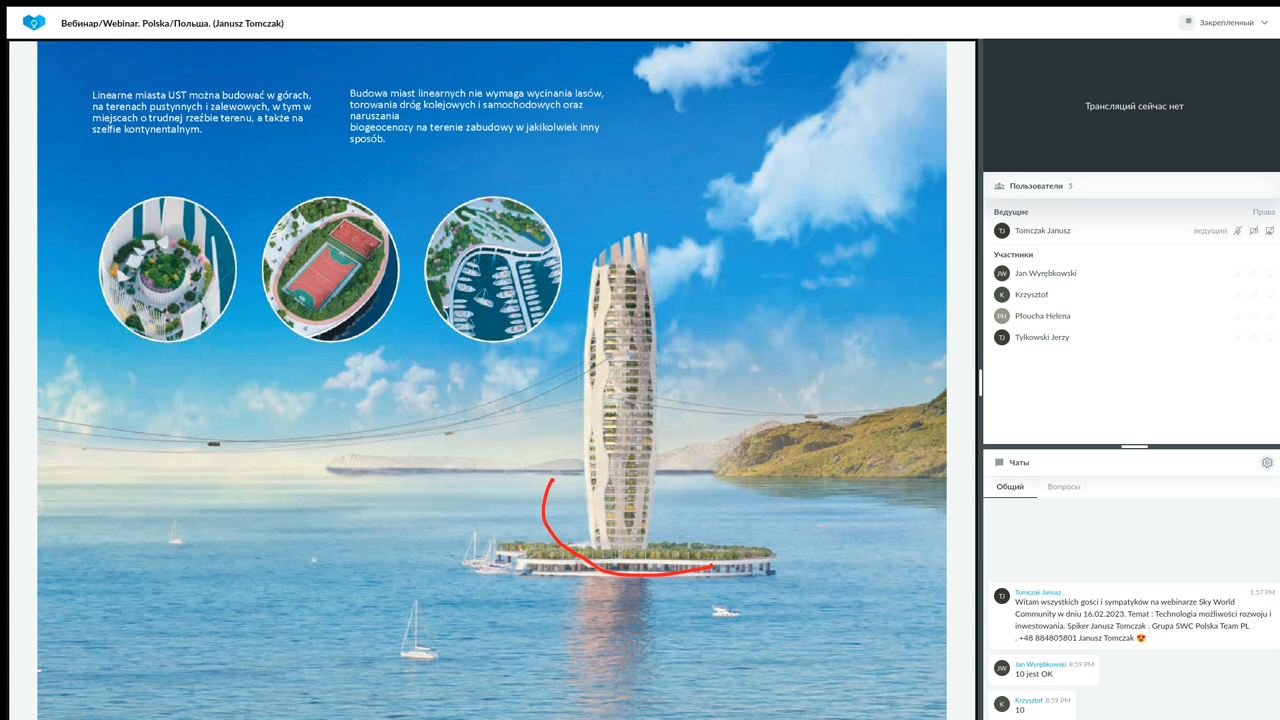 Вебинар/Webinar. Polska/Польша. (Janusz Tomczak)
Закрепленный
Linearne miasta UST można budować w górach,
na terenach pustynnych i zalewowych, w tym w
miejscach o trudnej rzeźbie terenu, a także na
szelfie kontynentalnym.
Budowa miast linearnych nie wymaga wycinania lasów,
torowania dróg kolejowych i samochodowych oraz
naruszania
biogeocenozy na terenie zabudowy w jakikolwiek inny
sposób.
Трансляций сейчас нет
Пользователи 5
Ведущие Права
TJ Tomczak Janusz ведущий
Участники
JW Jan Wyrębkowski
K Krzysztof
PH Płoucha Helena
TJ Tylkowski Jerzy
Чаты
Общий Вопросы
TJ Tomczak Janusz 1:57 PM
Witam wszystkich gości i sympatyków na webinarze Sky World
Community w dniu 16.02.2023. Temat : Technologia możliwości rozwoju i
inwestowania. Spiker Janusz Tomczak . Grupa SWC Polska Team PL
. +48 884805801 Janusz Tomczak 😍
JW Jan Wyrębkowski 8:59 PM
10 jest OK
K Krzysztof 8:59 PM
10